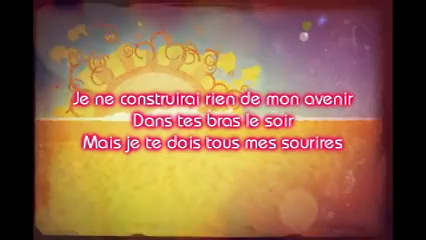 Je ne construirai rien de mon avenir
Dans tes bras le soir
Mais je te dois tous mes sourires